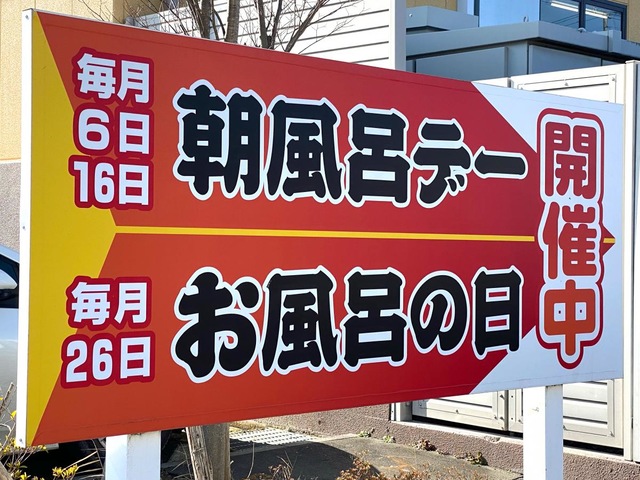 毎月
6日
16日
朝風呂デー
毎月
26日
お風呂の日
開催中